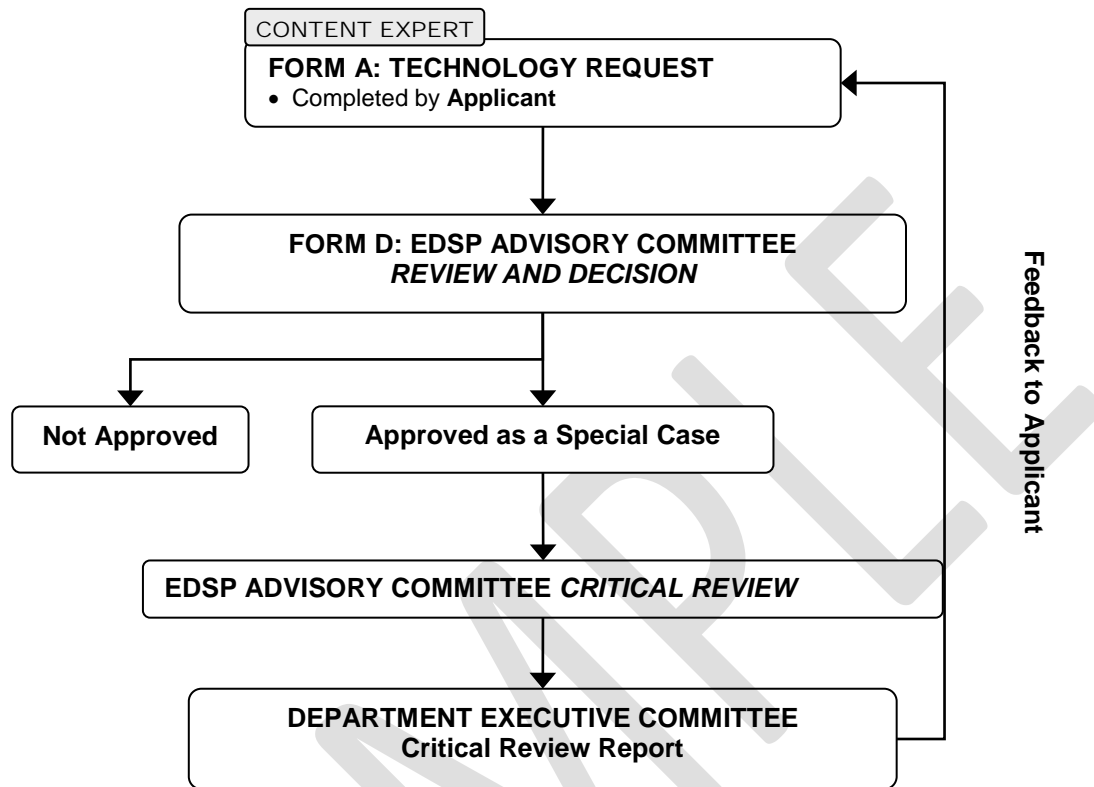 CONTENT EXPERT
FORM A: TECHNOLOGY REQUEST
• Completed by Applicant
FORM D: EDSP ADVISORY COMMITTEE
REVIEW AND DECISION
Not Approved
Approved as a Special Case
EDSP ADVISORY COMMITTEE CRITICAL REVIEW
DEPARTMENT EXECUTIVE COMMITTEE
Critical Review Report
Feedback to Applicant
MPLE